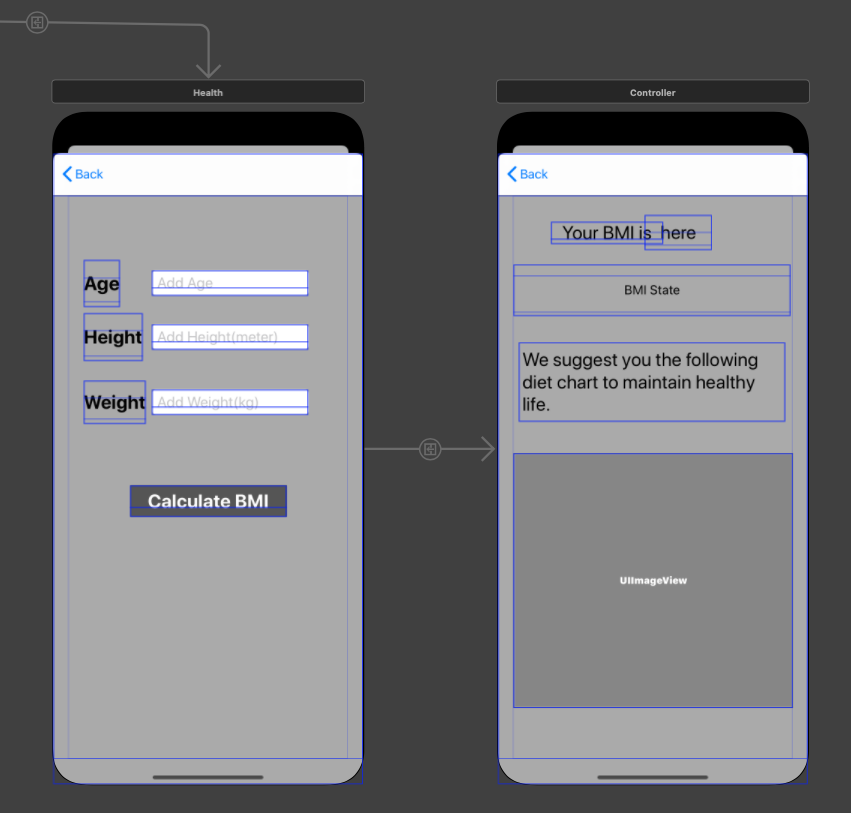 Health
Back
Age
Add Age
Height
Add Height(meter)
Weight
Add Weight(kg)
Calculate BMI
Controller
Back
Your BMI is here
BMI State
We suggest you the following
diet chart to maintain healthy
life.
UIImageView